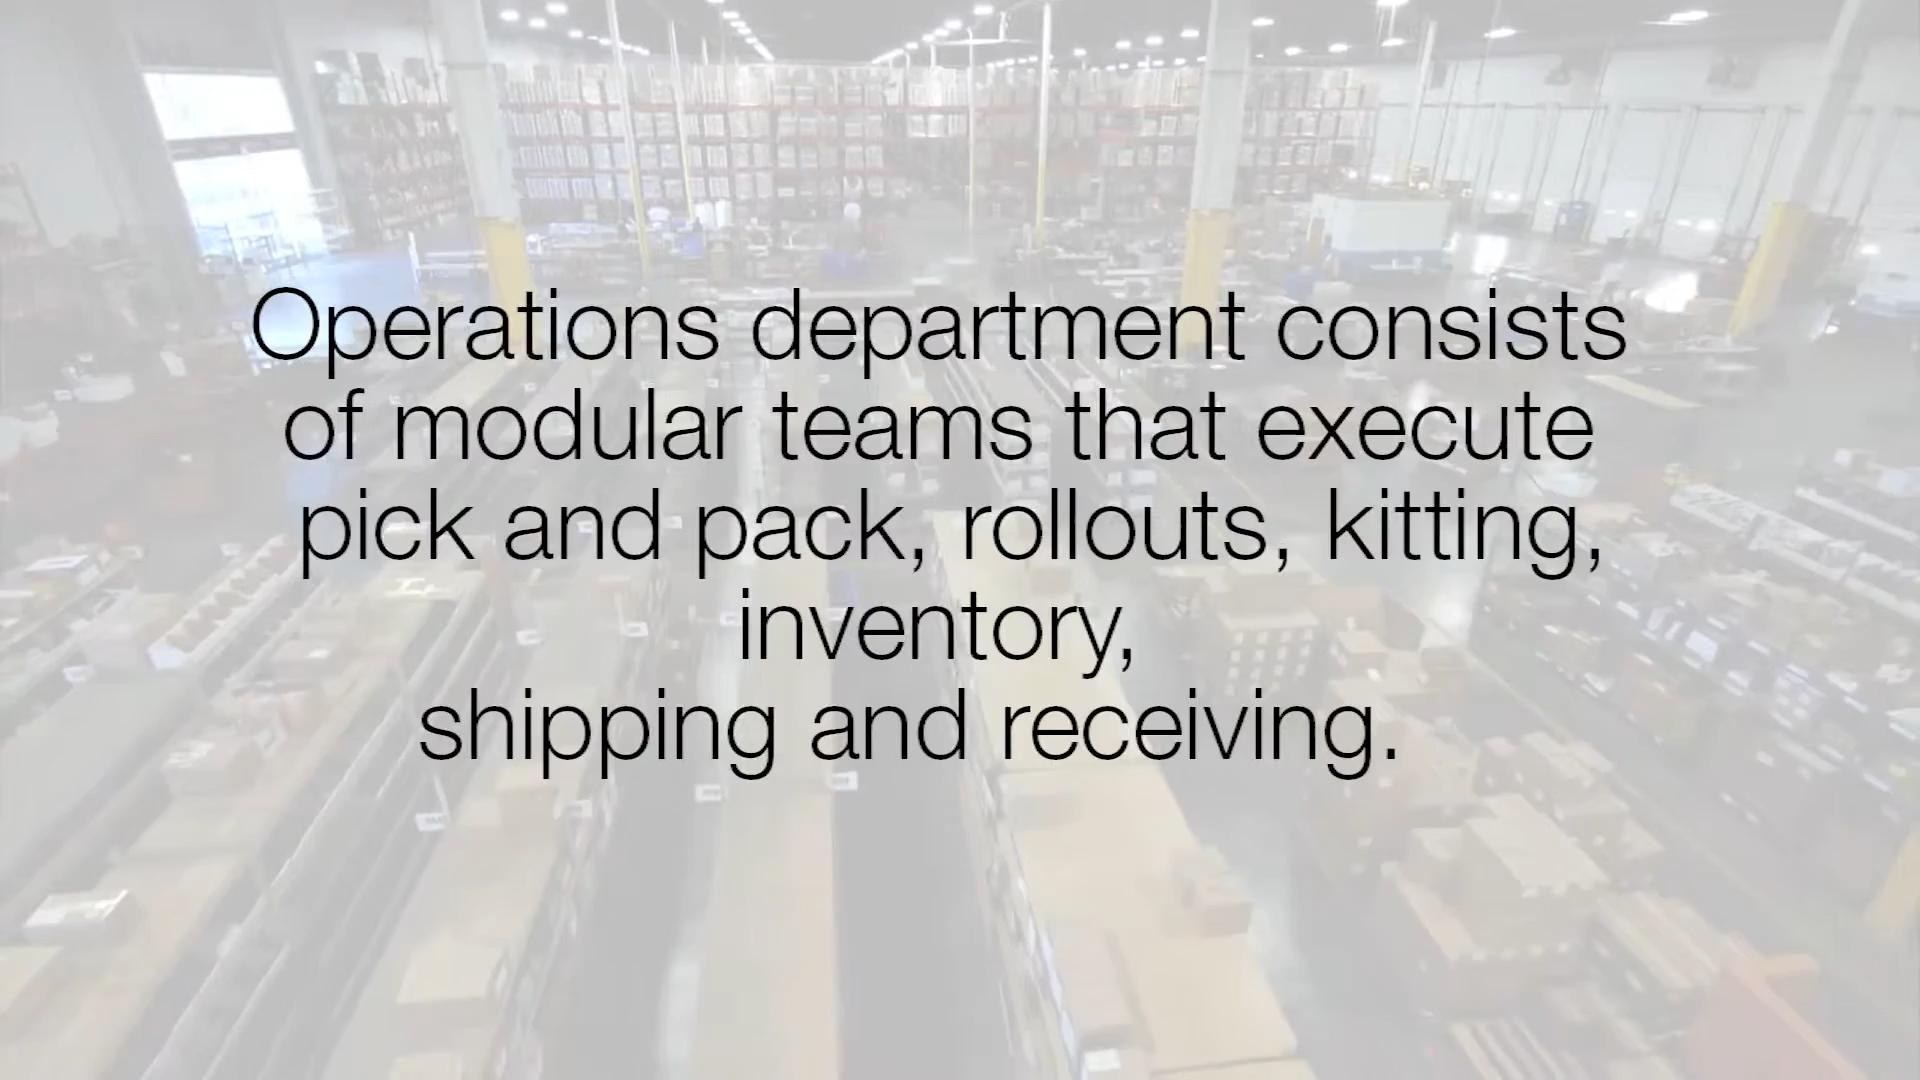 Operations department consists
of modular teams that execute
pick and pack, rollouts, kitting,
inventory,
shipping and receiving.